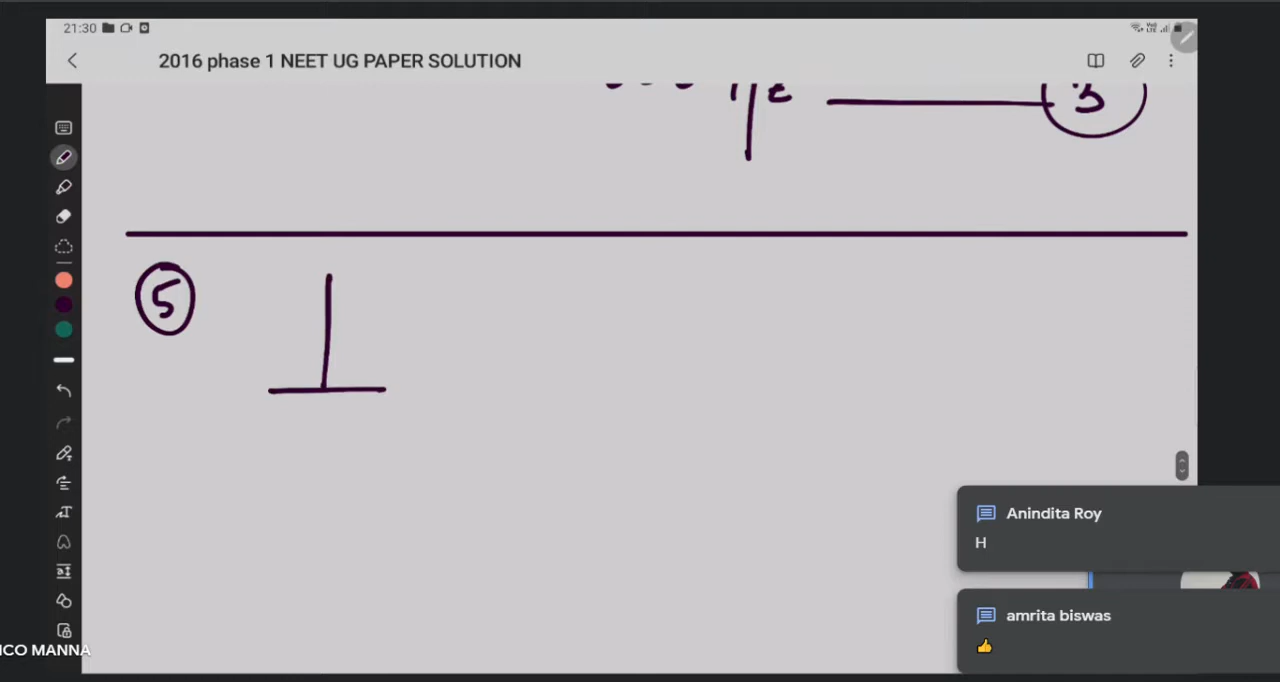 21:30
2016 phase 1 NEET UG PAPER SOLUTION
3
5
Anindita Roy
H
amrita biswas
👍
ICO MANNA